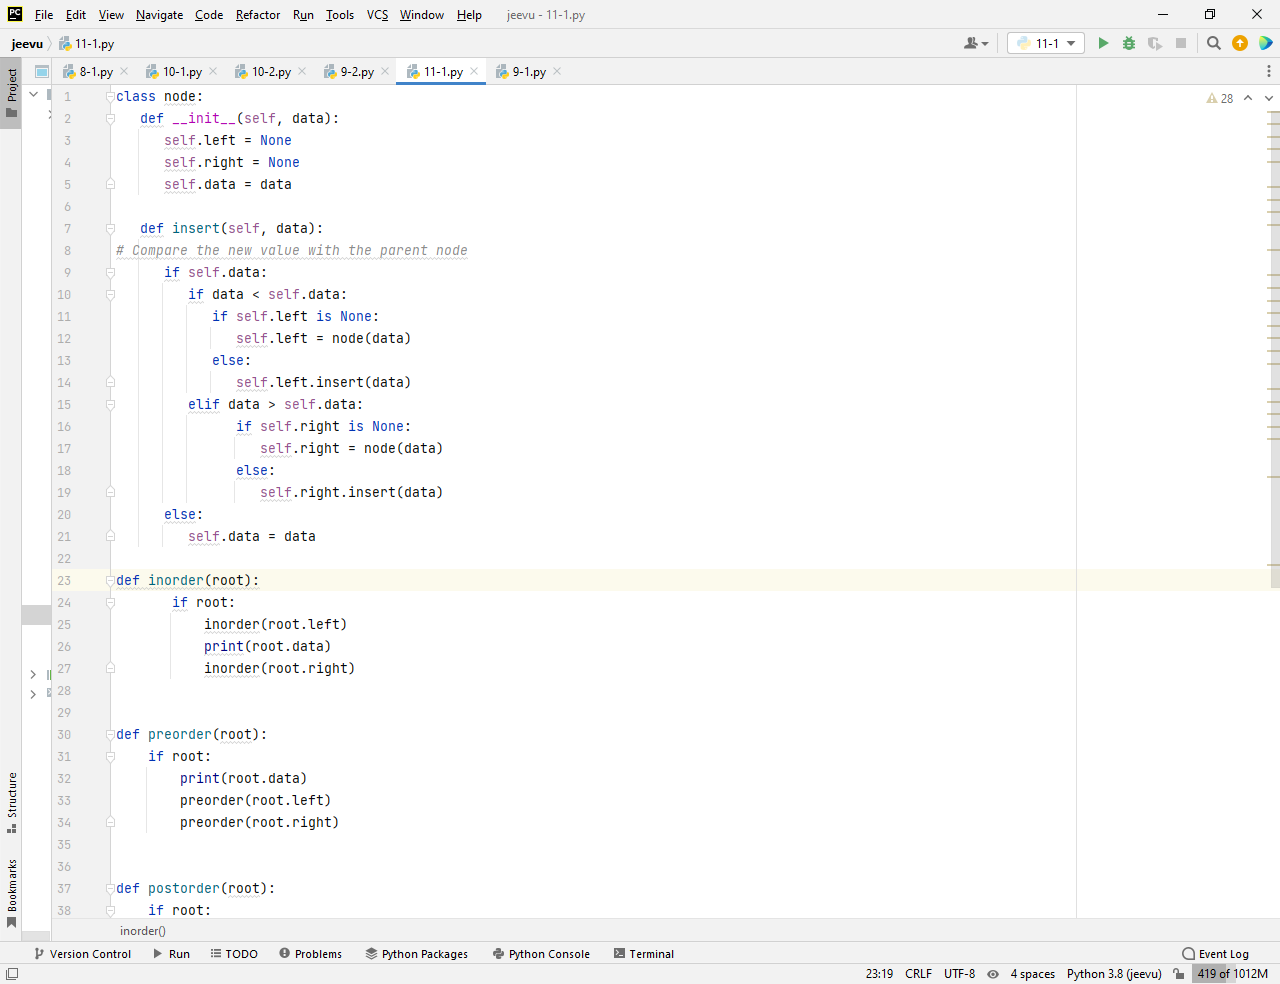 PC File Edit View Navigate Code Refactor Run Tools VCS Window Help jeevu - 11-1.py
jeevu 11-1.py 11-1
Project
8-1.py 10-1.py 10-2.py 9-2.py 11-1.py 9-1.py
28
1 class node:
2 def __init__(self, data):
3 self.left = None
4 self.right = None
5 self.data = data
6
7 def insert(self, data):
8 # Compare the new value with the parent node
9 if self.data:
10 if data < self.data:
11 if self.left is None:
12 self.left = node(data)
13 else:
14 self.left.insert(data)
15 elif data > self.data:
16 if self.right is None:
17 self.right = node(data)
18 else:
19 self.right.insert(data)
20 else:
21 self.data = data
22
23 def inorder(root):
24 if root:
25 inorder(root.left)
26 print(root.data)
27 inorder(root.right)
28
29
30 def preorder(root):
31 if root:
32 print(root.data)
33 preorder(root.left)
34 preorder(root.right)
35
36
37 def postorder(root):
38 if root:
Structure
Bookmarks
inorder()
Version Control Run TODO Problems Python Packages Python Console Terminal Event Log
23:19 CRLF UTF-8 4 spaces Python 3.8 (jeevu) 419 of 1012M